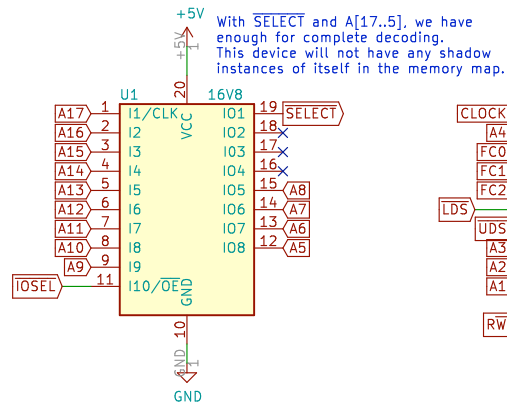 +5V
With SELECT and A[17..5], we have
enough for complete decoding.
This device will not have any shadow
instances of itself in the memory map.
+5V
1
20
U1
16V8
A17 1 I1/CLK VCC IO1 19 SELECT
A16 2 I2 IO2 18
A15 3 I3 IO3 17
A14 4 I4 IO4 16
A13 5 I5 IO5 15 A8
A12 6 I6 IO6 14 A7
A11 7 I7 IO7 13 A6
A10 8 I8 IO8 12 A5
A9 9 I9
IOSEL 11 I10/OE GND
10
GND
1
GND
CLOCK
A4
FC0
FC1
FC2
LDS
UDS
A3
A2
A1
RW